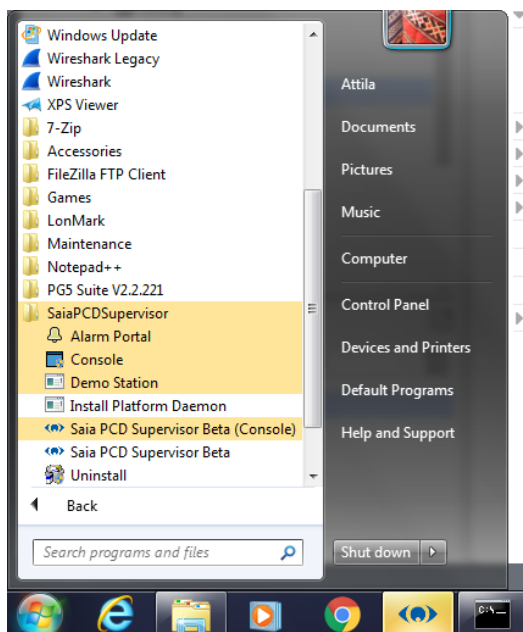 Windows Update
Wireshark Legacy
Wireshark
XPS Viewer
7-Zip
Accessories
FileZilla FTP Client
Games
LonMark
Maintenance
Notepad++
PG5 Suite V2.2.221
SaiaPCDSupervisor
Alarm Portal
Console
Demo Station
Install Platform Daemon
Saia PCD Supervisor Beta (Console)
Saia PCD Supervisor Beta
Uninstall
Back
Search programs and files
Attila
Documents
Pictures
Music
Computer
Control Panel
Devices and Printers
Default Programs
Help and Support
Shut down
C:\_